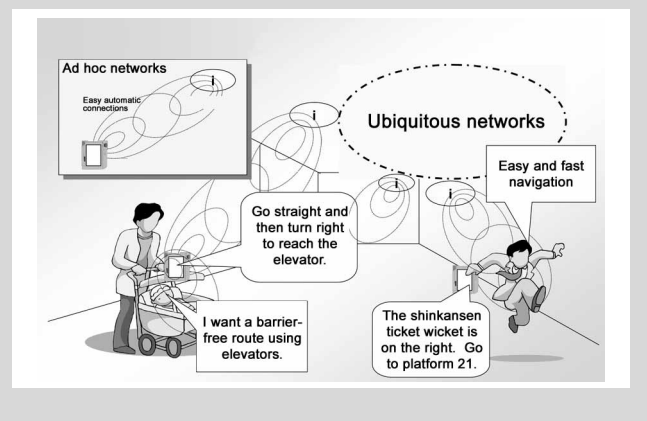 Ad hoc networks
i
Easy automatic
connections
i
Ubiquitous networks
i
i
Easy and fast
navigation
Go straight and
then turn right
to reach the
elevator.
I want a barrier-
free route using
elevators.
The shinkansen
ticket wicket is
on the right.  Go
to platform 21.